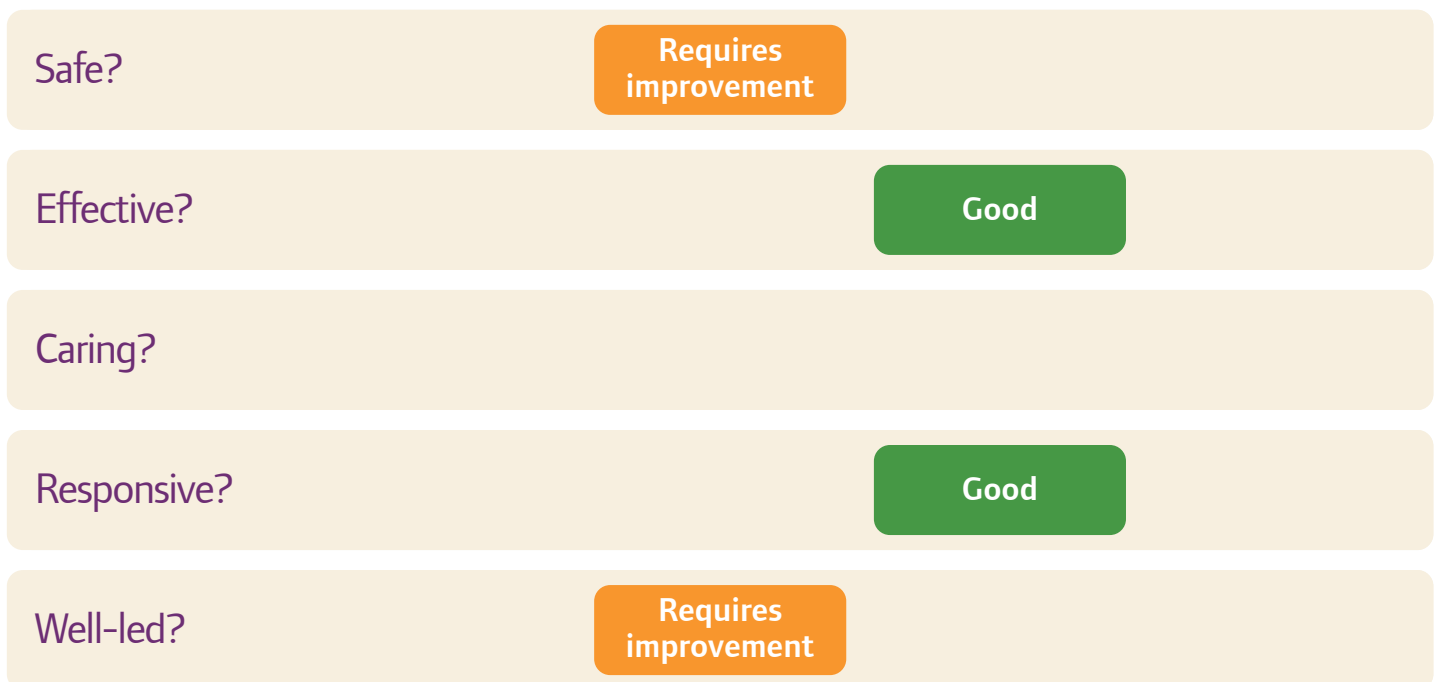 Safe?
Requires
improvement
Effective?
Good
Caring?
Responsive?
Good
Well-led?
Requires
improvement